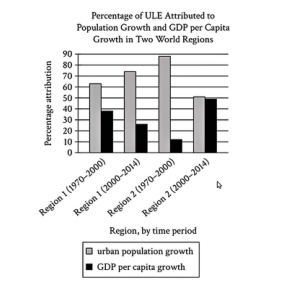 Percentage of ULE Attributed to
Population Growth and GDP per Capita
Growth in Two World Regions
Percentage attribution
90
80
70
60
50
40
30
20
10
0
Region 1 (1970–2000)
Region 1 (2000–2014)
Region 2 (1970–2000)
Region 2 (2000–2014)
Region, by time period
urban population growth
GDP per capita growth